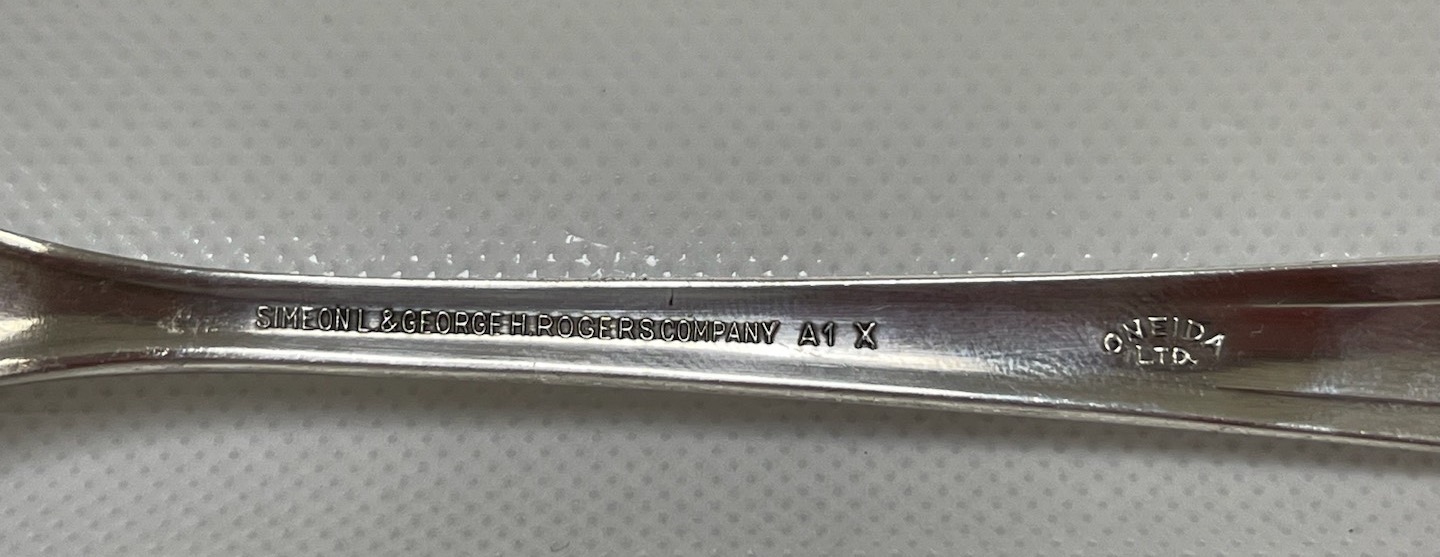 SIMEON L. & GEORGE H. ROGERS COMPANY A1 X
ONEIDA
LTD.